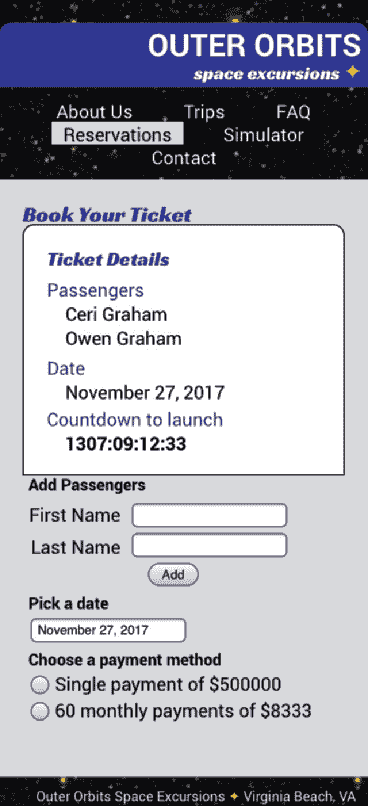 OUTER ORBITS
space excursions
About Us Trips FAQ
Reservations Simulator
Contact
Book Your Ticket
Ticket Details
Passengers
Ceri Graham
Owen Graham
Date
November 27, 2017
Countdown to launch
1307:09:12:33
Add Passengers
First Name
Last Name
Add
Pick a date
November 27, 2017
Choose a payment method
Single payment of $500000
60 monthly payments of $8333
Outer Orbits Space Excursions ✦ Virginia Beach, VA